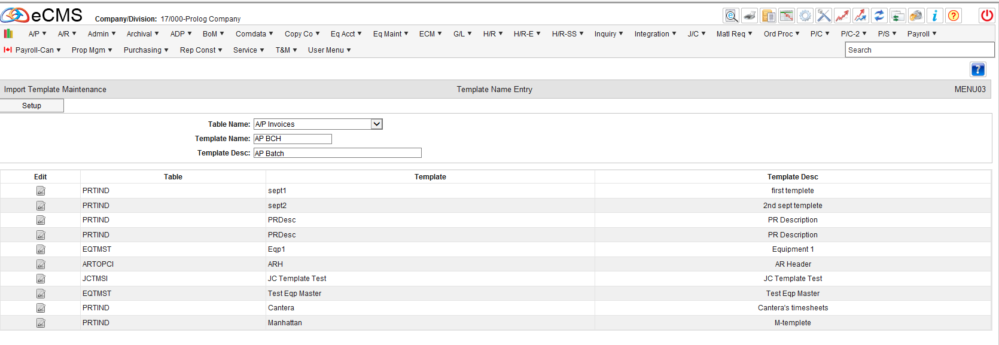 eCMS Company/Division: 17/000-Prolog Company
A/P A/R Admin Archival ADP BoM Comdata Copy Co Eq Acct Eq Maint ECM G/L H/R H/R-E H/R-SS Inquiry Integration J/C Matl Req Ord Proc P/C P/C-2 P/S Payroll
Payroll-Can Prop Mgm Purchasing Rep Const Service T&M User Menu Search
Import Template Maintenance Template Name Entry MENU03
Setup
Table Name: A/P Invoices
Template Name: AP BCH
Template Desc: AP Batch
Edit Table Template Template Desc
PRTIND sept1 first templete
PRTIND sept2 2nd sept templete
PRTIND PRDesc PR Description
PRTIND PRDesc PR Description
EQTMST Eqp1 Equipment 1
ARTOPCI ARH AR Header
JCTMSI JC Template Test JC Template Test
EQTMST Test Eqp Master Test Eqp Master
PRTIND Cantera Cantera's timesheets
PRTIND Manhattan M-templete